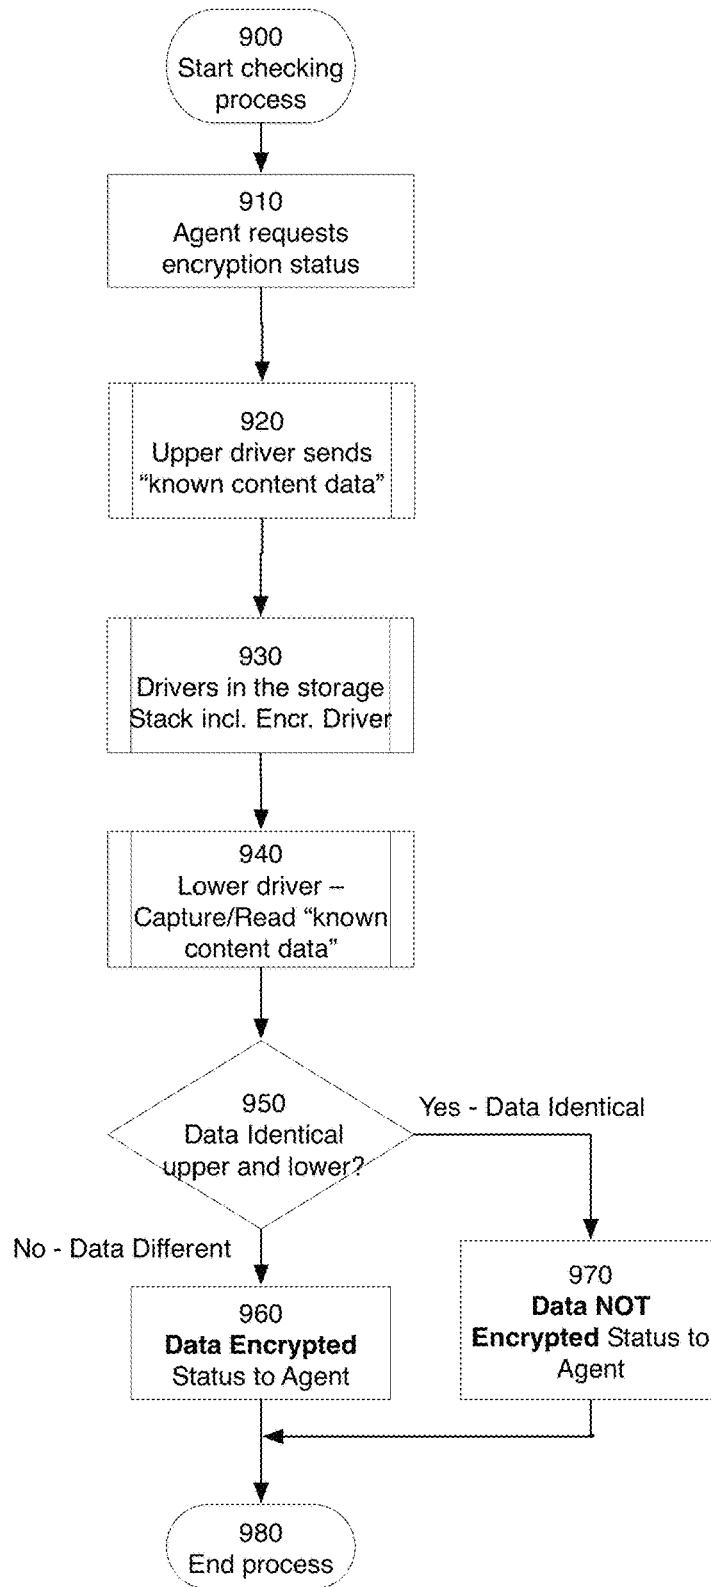 900
Start checking
process
910
Agent requests
encryption status
920
Upper driver sends
“known content data”
930
Drivers in the storage
Stack incl. Encr. Driver
940
Lower driver –
Capture/Read “known
content data”
950
Data Identical
upper and lower?
Yes - Data Identical
No - Data Different
960
Data Encrypted
Status to Agent
970
Data NOT
Encrypted Status to
Agent
980
End process